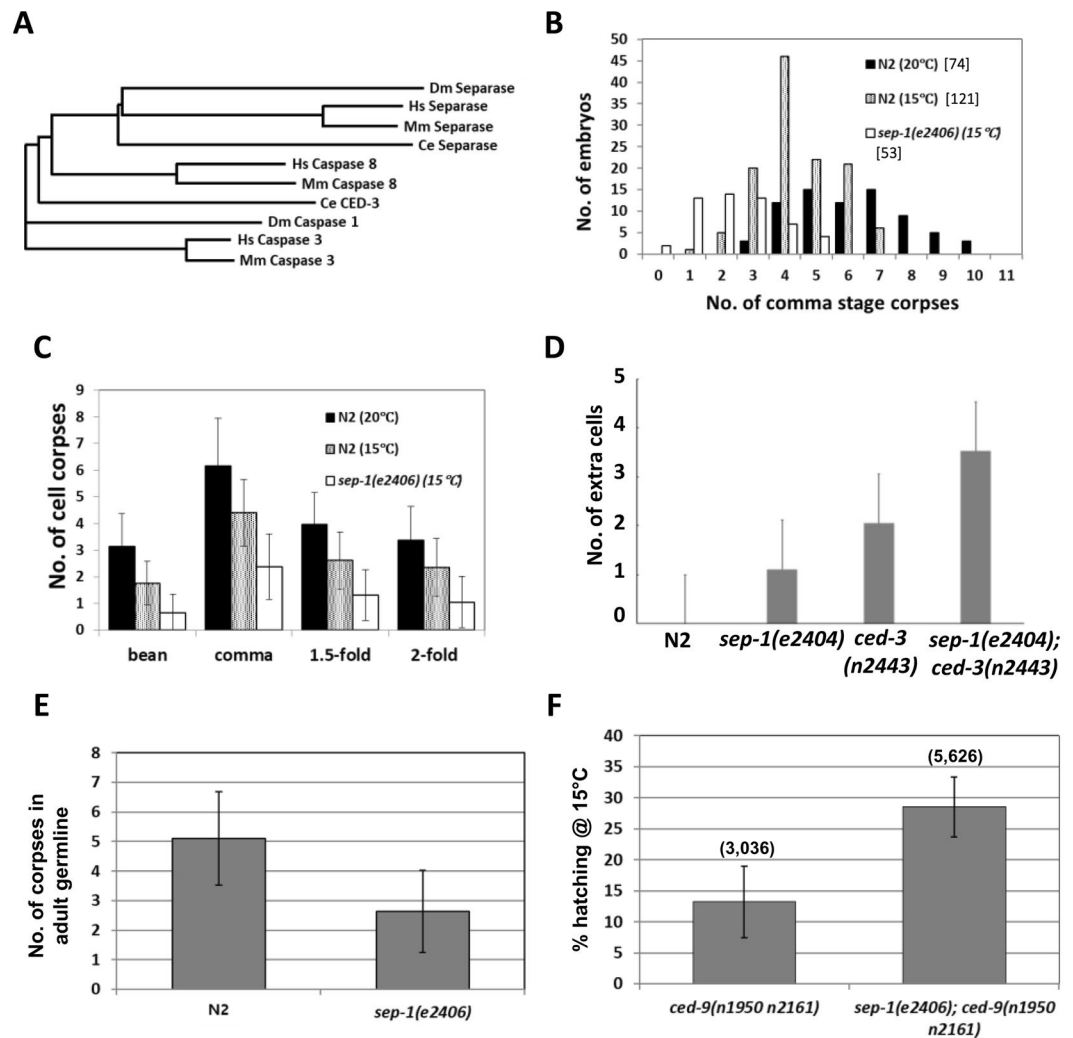 A
Dm Separase
Hs Separase
Mm Separase
Ce Separase
Hs Caspase 8
Mm Caspase 8
Ce CED-3
Dm Caspase 1
Hs Caspase 3
Mm Caspase 3
B
No. of embryos
50
45
40
35
30
25
20
15
10
5
0
N2 (20°C) [74]
N2 (15°C) [121]
sep-1(e2406) (15 °C)
[53]
0 1 2 3 4 5 6 7 8 9 10 11
No. of comma stage corpses
C
No. of cell corpses
9
8
7
6
5
4
3
2
1
0
N2 (20°C)
N2 (15°C)
sep-1(e2406) (15 °C)
bean comma 1.5-fold 2-fold
D
No. of extra cells
5
4
3
2
1
0
N2 sep-1(e2404) ced-3 sep-1(e2404);
(n2443) ced-3(n2443)
E
No. of corpses in
adult germline
8
7
6
5
4
3
2
1
0
N2 sep-1(e2406)
F
% hatching @ 15°C
40
35
30
25
20
15
10
5
0
(3,036)
(5,626)
ced-9(n1950 n2161) sep-1(e2406); ced-9(n1950
n2161)